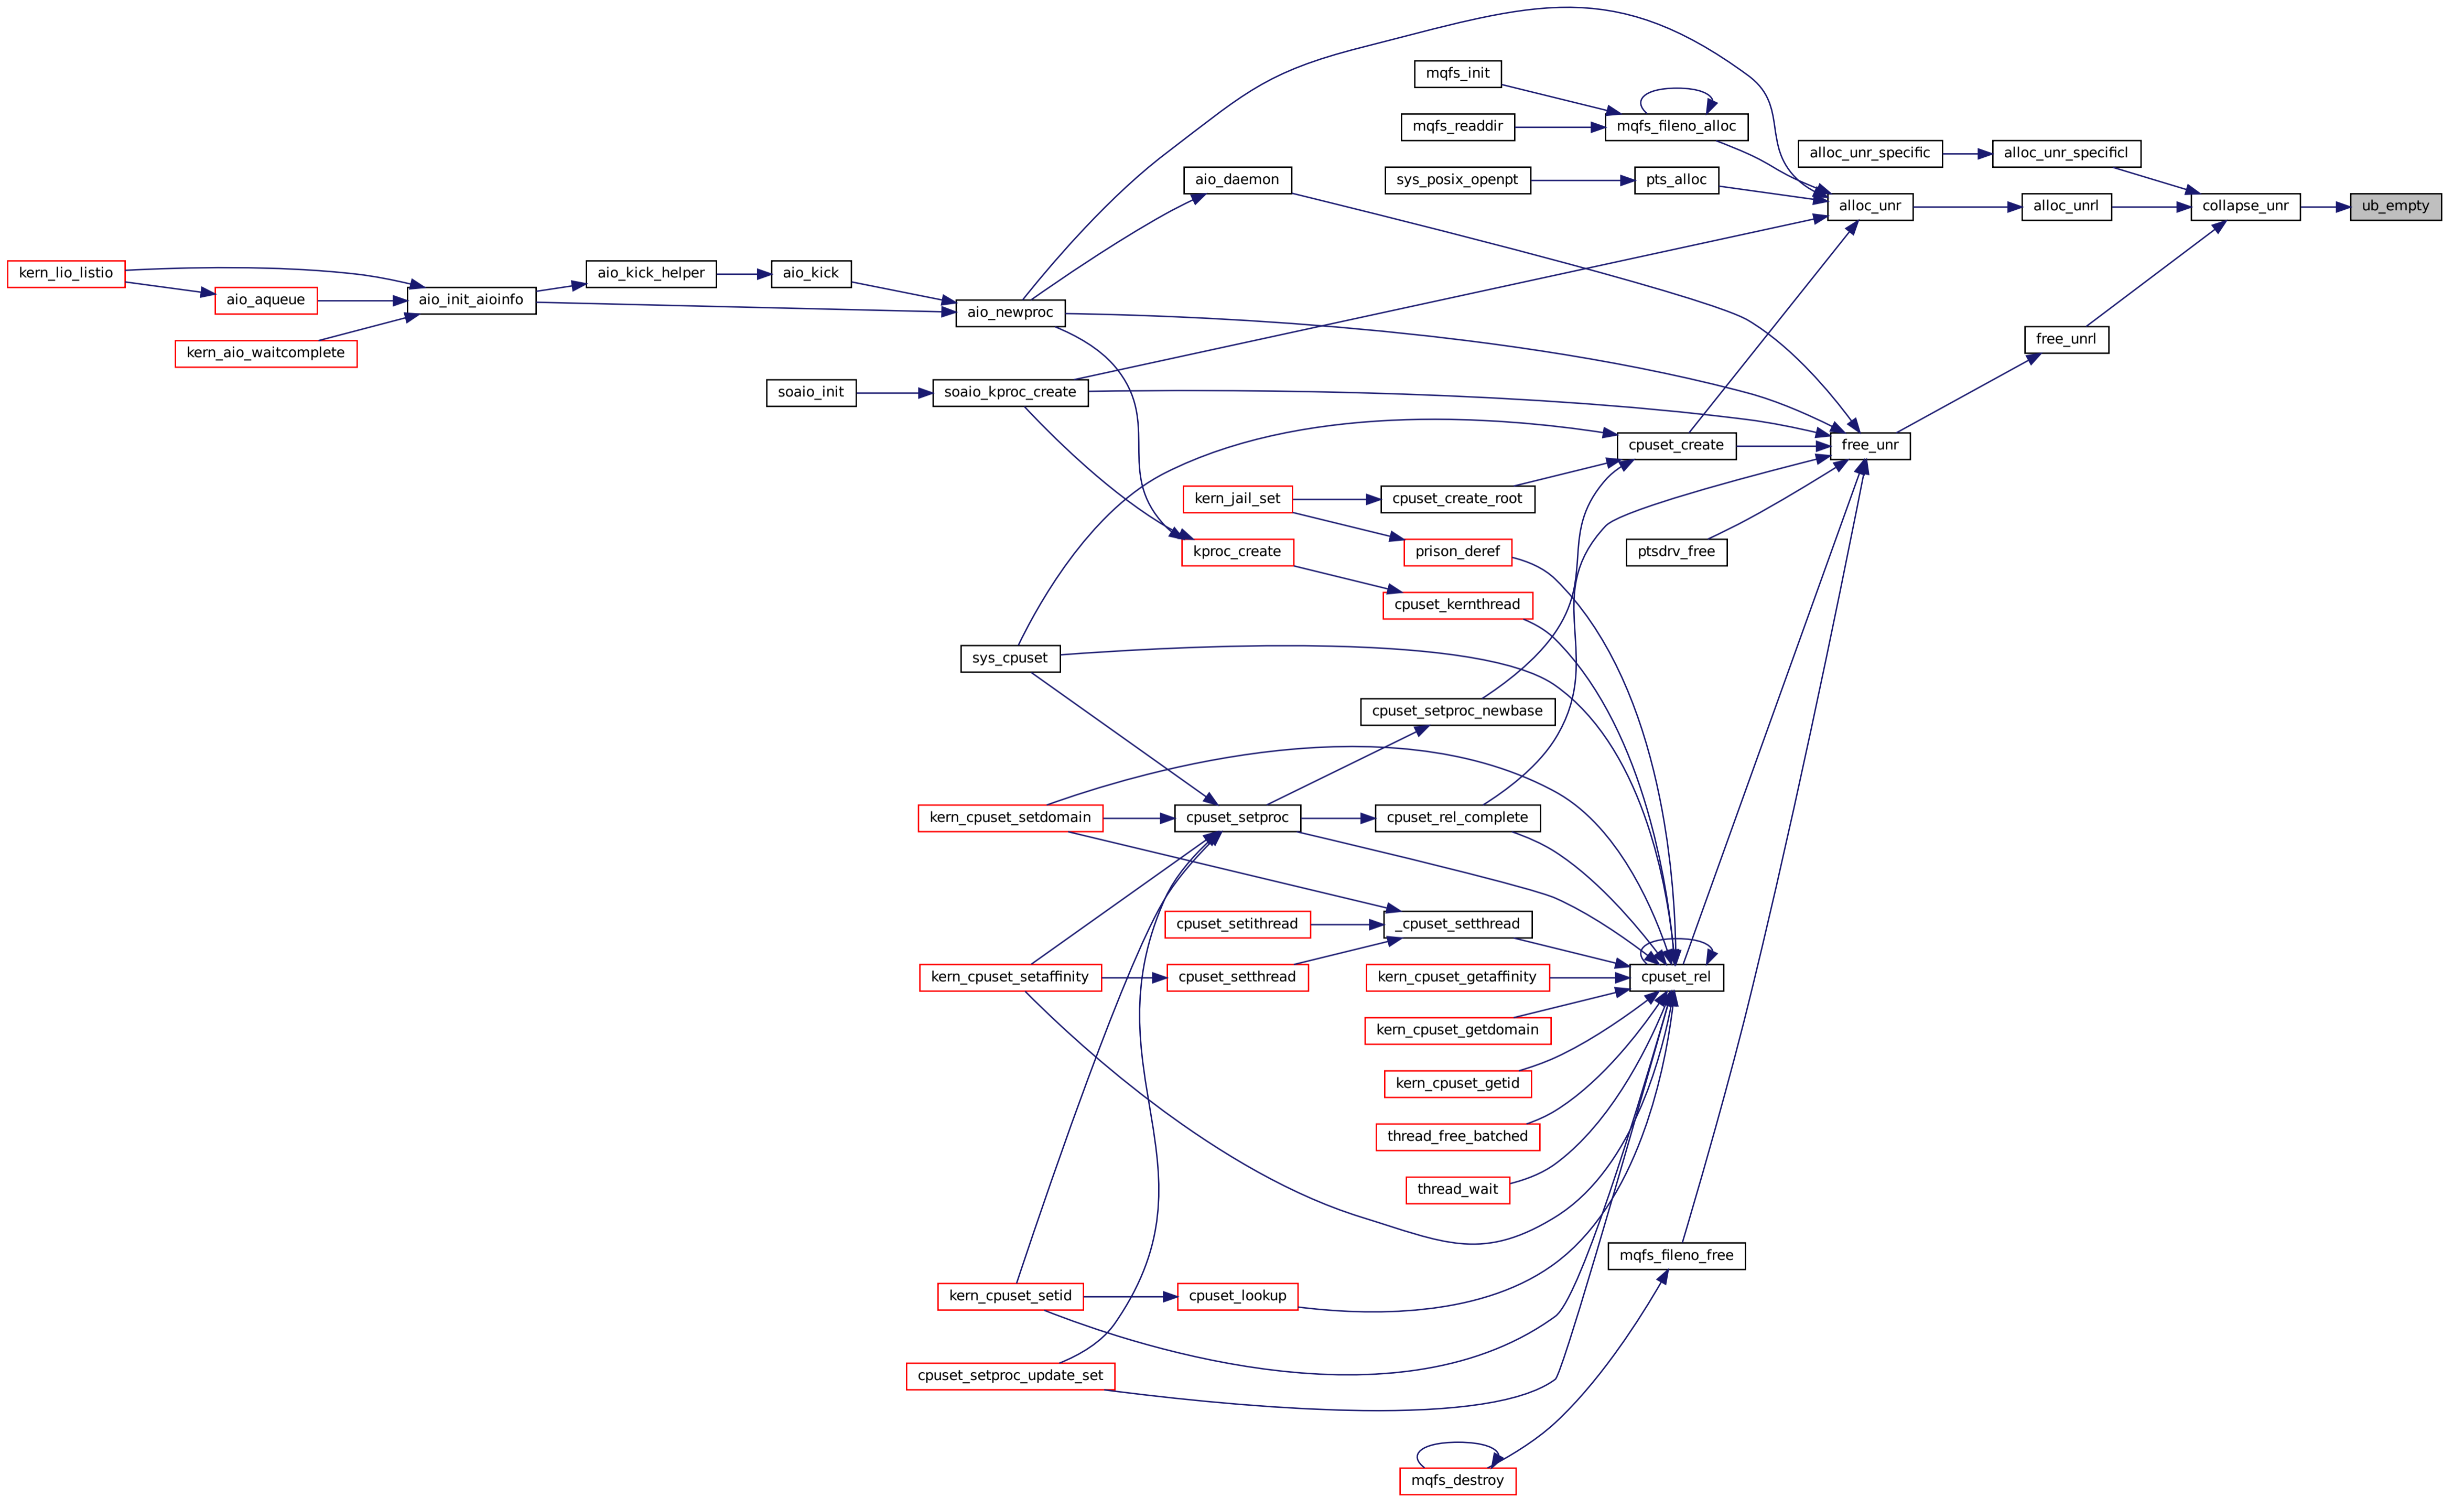 mqfs_init
mqfs_readdir
mqfs_fileno_alloc
alloc_unr_specific
alloc_unr_specificl
aio_daemon
sys_posix_openpt
pts_alloc
alloc_unr
alloc_unrl
collapse_unr
ub_empty
kern_lio_listio
aio_aqueue
aio_init_aioinfo
aio_kick_helper
aio_kick
aio_newproc
kern_aio_waitcomplete
free_unrl
soaio_init
soaio_kproc_create
cpuset_create
free_unr
kern_jail_set
cpuset_create_root
kproc_create
prison_deref
ptsdrv_free
cpuset_kernthread
sys_cpuset
cpuset_setproc_newbase
kern_cpuset_setdomain
cpuset_setproc
cpuset_rel_complete
cpuset_setithread
_cpuset_setthread
kern_cpuset_setaffinity
cpuset_setthread
kern_cpuset_getaffinity
cpuset_rel
kern_cpuset_getdomain
kern_cpuset_getid
thread_free_batched
thread_wait
mqfs_fileno_free
kern_cpuset_setid
cpuset_lookup
cpuset_setproc_update_set
mqfs_destroy